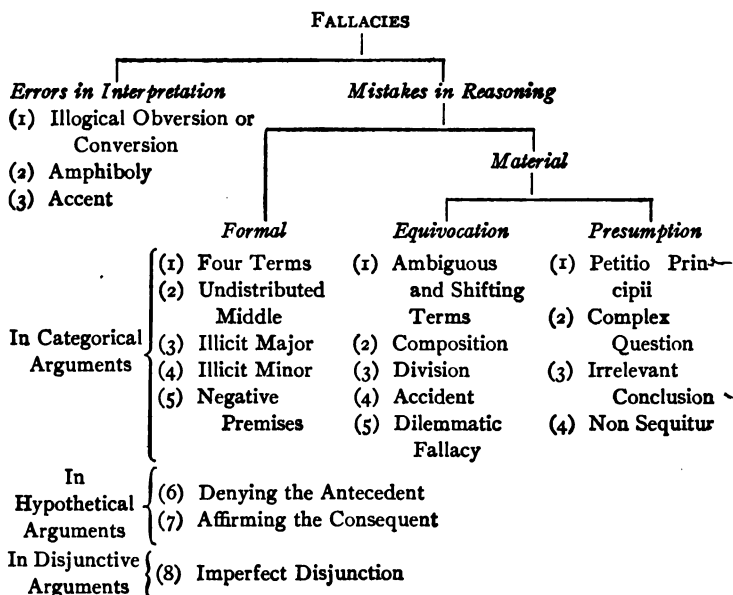 FALLACIES
Errors in Interpretation
(1) Illogical Obversion or
Conversion
(2) Amphiboly
(3) Accent
Mistakes in Reasoning
Material
Formal
Equivocation
Presumption
In Categorical
Arguments
(1) Four Terms
(2) Undistributed
Middle
(3) Illicit Major
(4) Illicit Minor
(5) Negative
Premises
(1) Ambiguous
and Shifting
Terms
(2) Composition
(3) Division
(4) Accident
(5) Dilemmatic
Fallacy
(1) Petitio Prin-
cipii
(2) Complex
Question
(3) Irrelevant
Conclusion
(4) Non Sequitur
In
Hypothetical
Arguments
(6) Denying the Antecedent
(7) Affirming the Consequent
In Disjunctive
Arguments
(8) Imperfect Disjunction